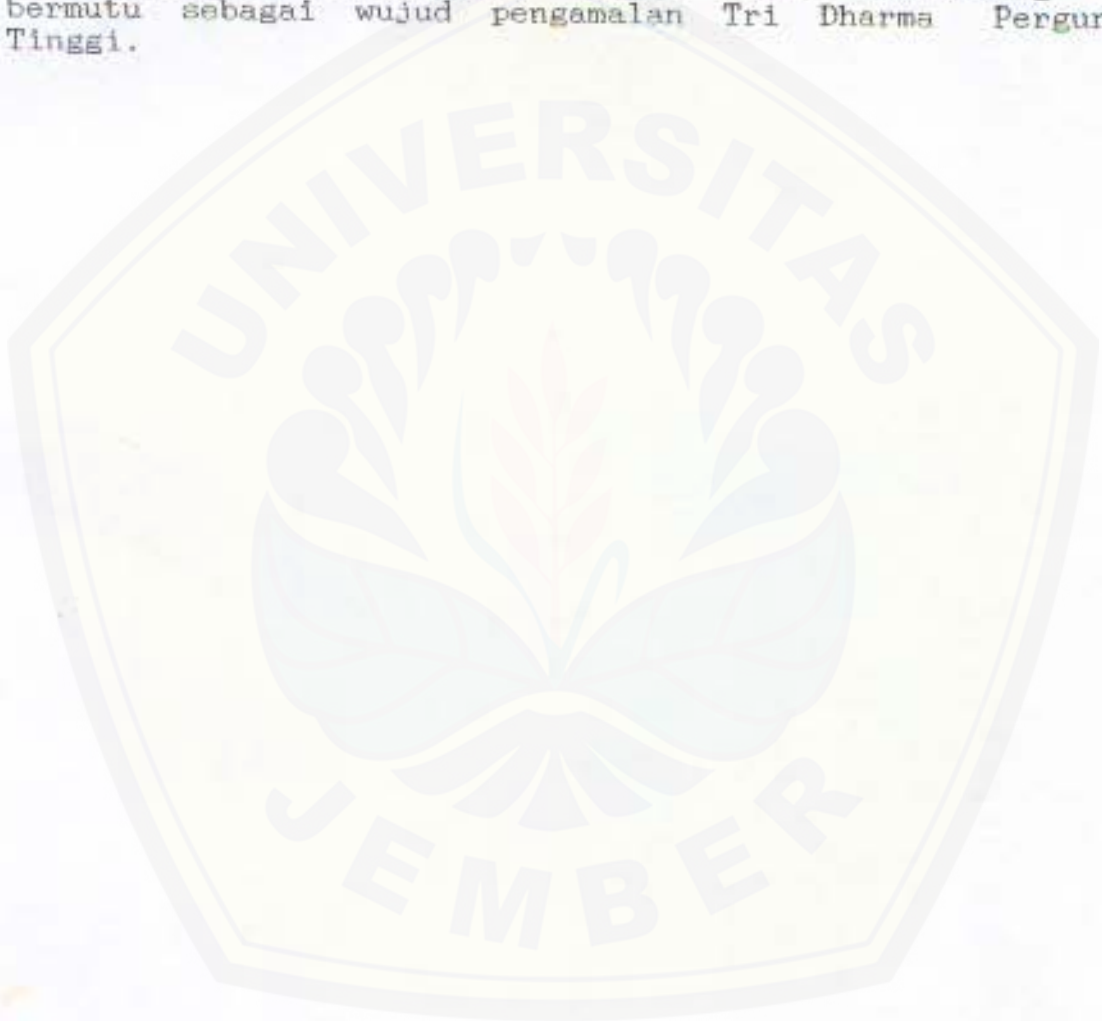 bermutu sebagai wujud pengamalan Tri Dharma Pergur
Tinggi.
UNIVERSITAS
JEMBER